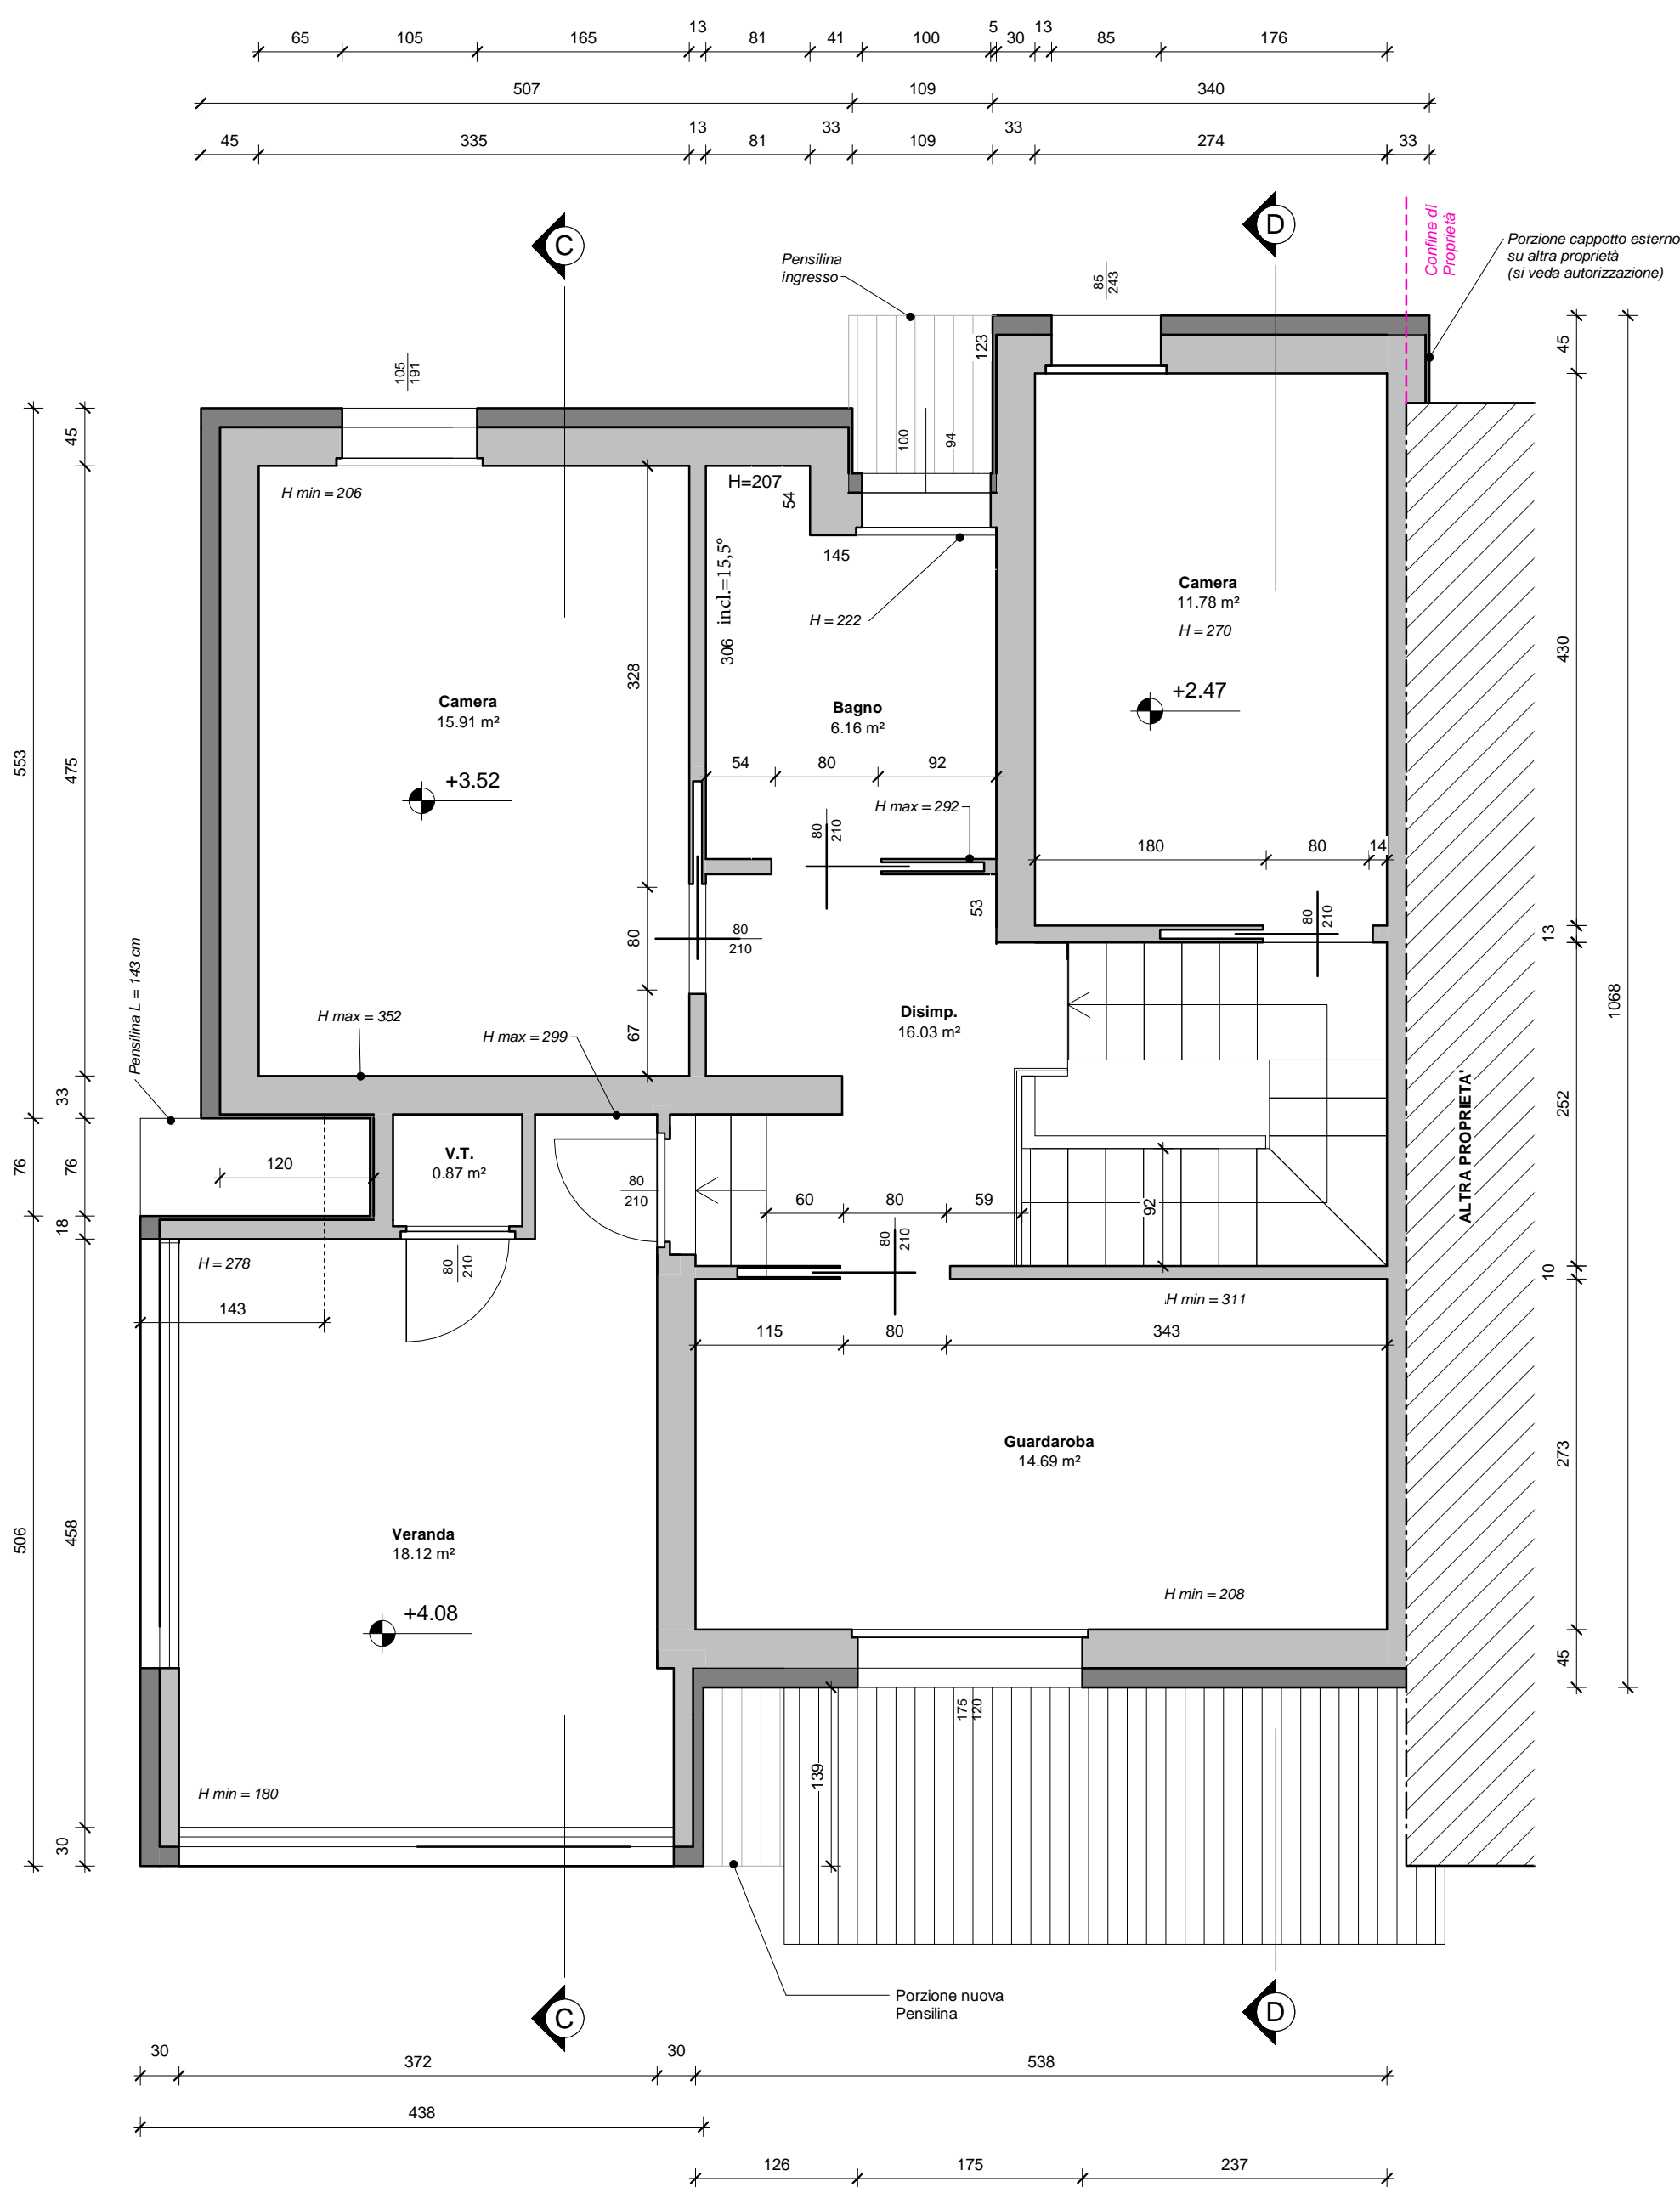 65 105 165 13 81 41 100 5 30 13 85 176
507 109 340
45 335 13 81 33 109 33 274 33
C
D
Confine di
Proprietà
Porzione cappotto esterno
su altra proprietà
(si veda autorizzazione)
Pensilina
ingresso
85
243
105
191
123
100
94
H min = 206
H=207
54
145
incl.=15,5°
306
H = 222
328
Camera
15.91 m²
+3.52
Bagno
6.16 m²
54 80 92
H max = 292
80
210
Camera
11.78 m²
H = 270
+2.47
180 80 14
80
210
53
80
80
210
67
H max = 352
H max = 299
Disimp.
16.03 m²
Pensilina L = 143 cm
120
V.T.
0.87 m²
80
210
60 80 59
80
210
92
H = 278
143
80
210
H min = 311
115 80 343
Guardaroba
14.69 m²
H min = 208
Veranda
18.12 m²
+4.08
H min = 180
175
120
139
Porzione nuova
Pensilina
ALTRA PROPRIETA'
C
D
553
76
506
45
475
33
76
18
458
30
45
430
13
252
10
273
45
1068
30 372 30 538
438
126 175 237